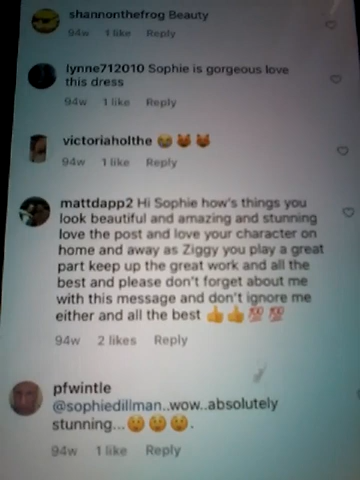 shannonthefrog Beauty
94w 1 like Reply
lynne712010 Sophie is gorgeous love
this dress
94w 1 like Reply
victoriaholthe 😭😻😻
94w 1 like Reply
mattdapp2 Hi Sophie how's things you
look beautiful and amazing and stunning
love the post and love your character on
home and away as Ziggy you play a great
part keep up the great work and all the
best and please don't forget about me
with this message and don't ignore me
either and all the best 👍👍💯💯
94w 2 likes Reply
pfwintle
@sophiedillman..wow..absolutely
stunning...😲😲😲.
94w 1 like Reply